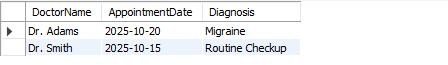 DoctorName AppointmentDate Diagnosis
Dr. Adams 2025-10-20 Migraine
Dr. Smith 2025-10-15 Routine Checkup